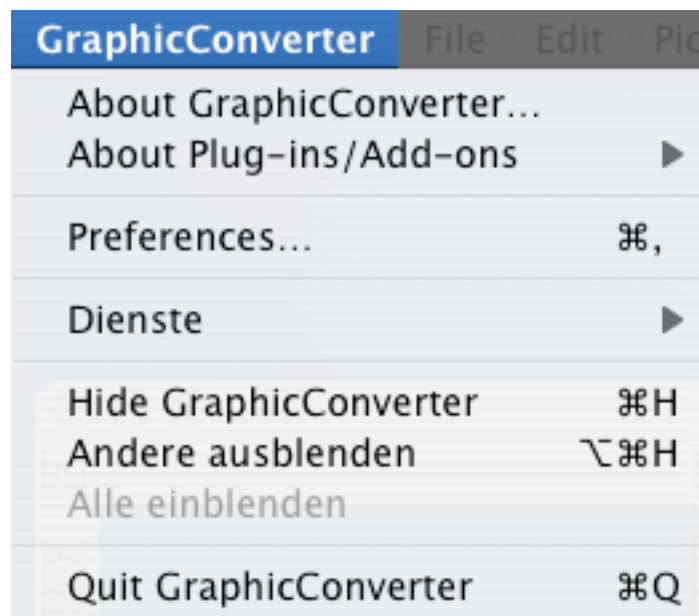 GraphicConverter File Edit Pic
About GraphicConverter...
About Plug-ins/Add-ons
Preferences... ⌘,
Dienste
Hide GraphicConverter ⌘H
Andere ausblenden ⌥⌘H
Alle einblenden
Quit GraphicConverter ⌘Q